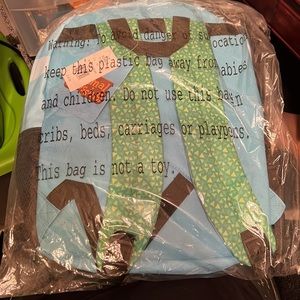 Warning: To avoid danger of suffocation
keep this plastic bag away from babies
and children. Do not use this bag in
cribs, beds, carriages or playpens.
This bag is not a toy.